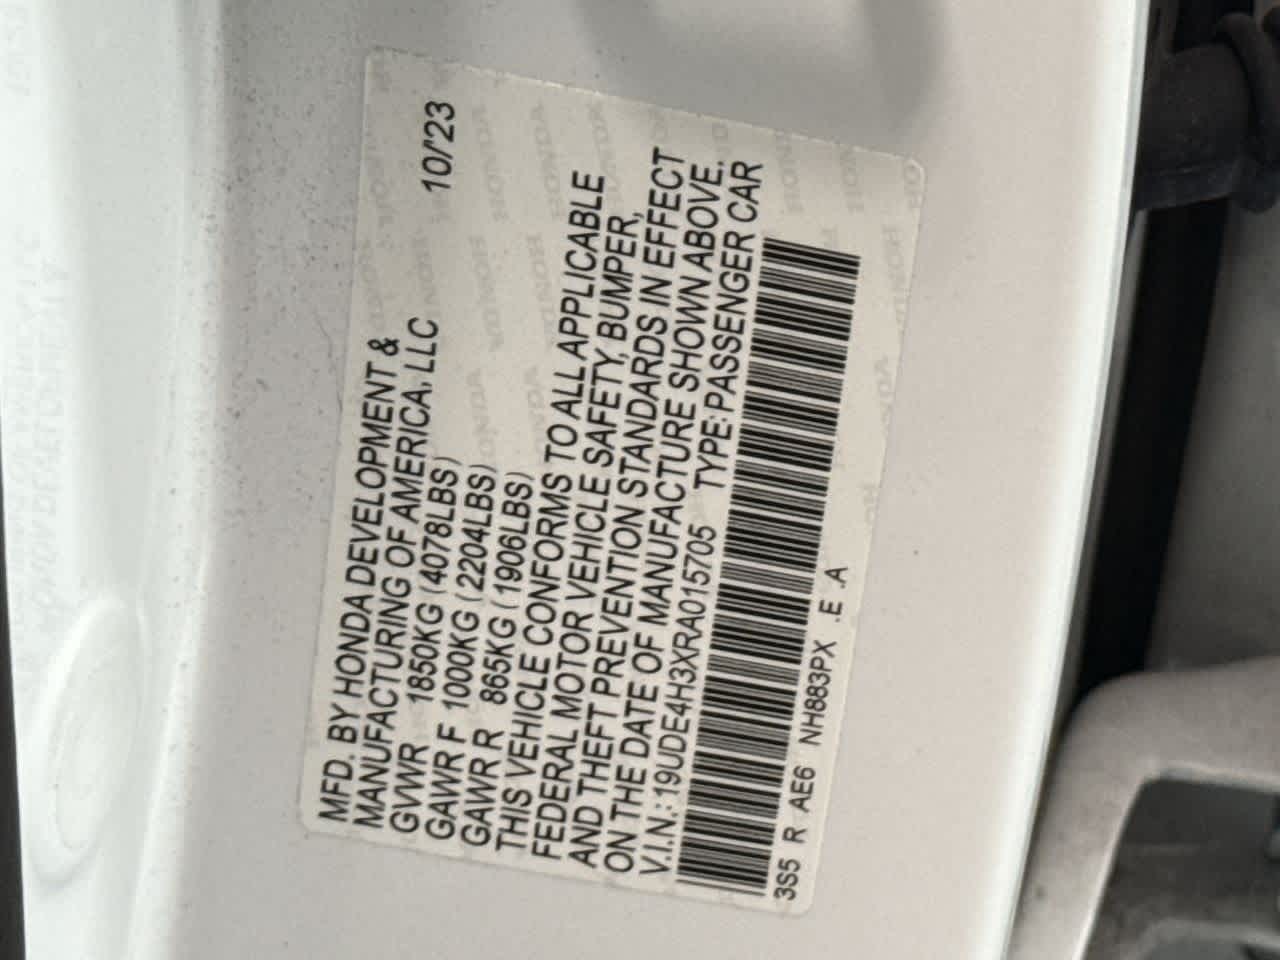 MFD. BY HONDA DEVELOPMENT &
MANUFACTURING OF AMERICA, LLC 10/'23
GVWR 1850KG (4078LBS)
GAWR F 1000KG (2204LBS)
GAWR R 865KG (1906LBS)
THIS VEHICLE CONFORMS TO ALL APPLICABLE
FEDERAL MOTOR VEHICLE SAFETY, BUMPER,
AND THEFT PREVENTION STANDARDS IN EFFECT
ON THE DATE OF MANUFACTURE SHOWN ABOVE.
V.I.N.: 19UDE4H3XRA015705 TYPE: PASSENGER CAR
3S5 R AE6 NH883PX .E .A